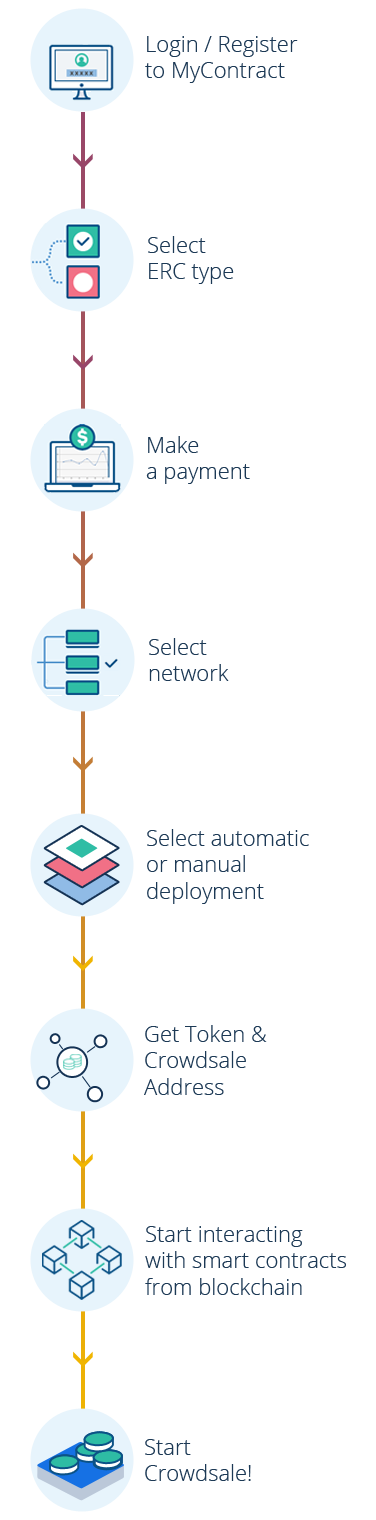 Login / Register
to MyContract
Select
ERC type
Make
a payment
Select
network
Select automatic
or manual
deployment
Get Token &
Crowdsale
Address
Start interacting
with smart contracts
from blockchain
Start
Crowdsale!